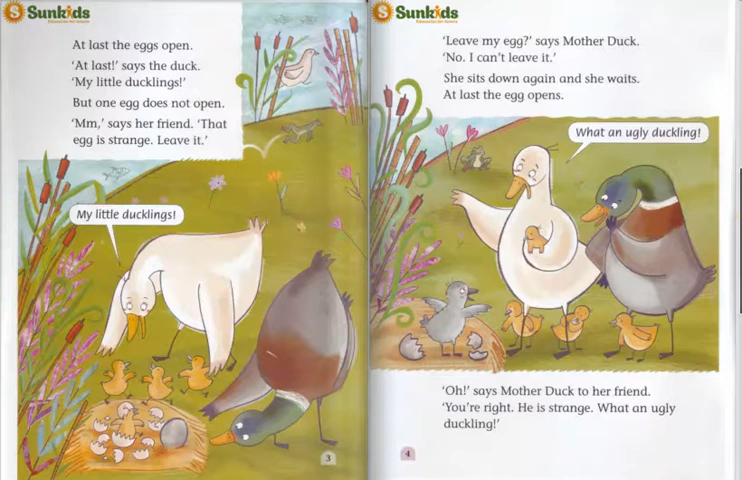 Sunkids
At last the eggs open.
'At last!' says the duck.
'My little ducklings!'
But one egg does not open.
'Mm,' says her friend. 'That
egg is strange. Leave it.'
My little ducklings!
3
Sunkids
'Leave my egg?' says Mother Duck.
'No. I can't leave it.'
She sits down again and she waits.
At last the egg opens.
What an ugly duckling!
'Oh!' says Mother Duck to her friend.
'You're right. He is strange. What an ugly
duckling!'
4